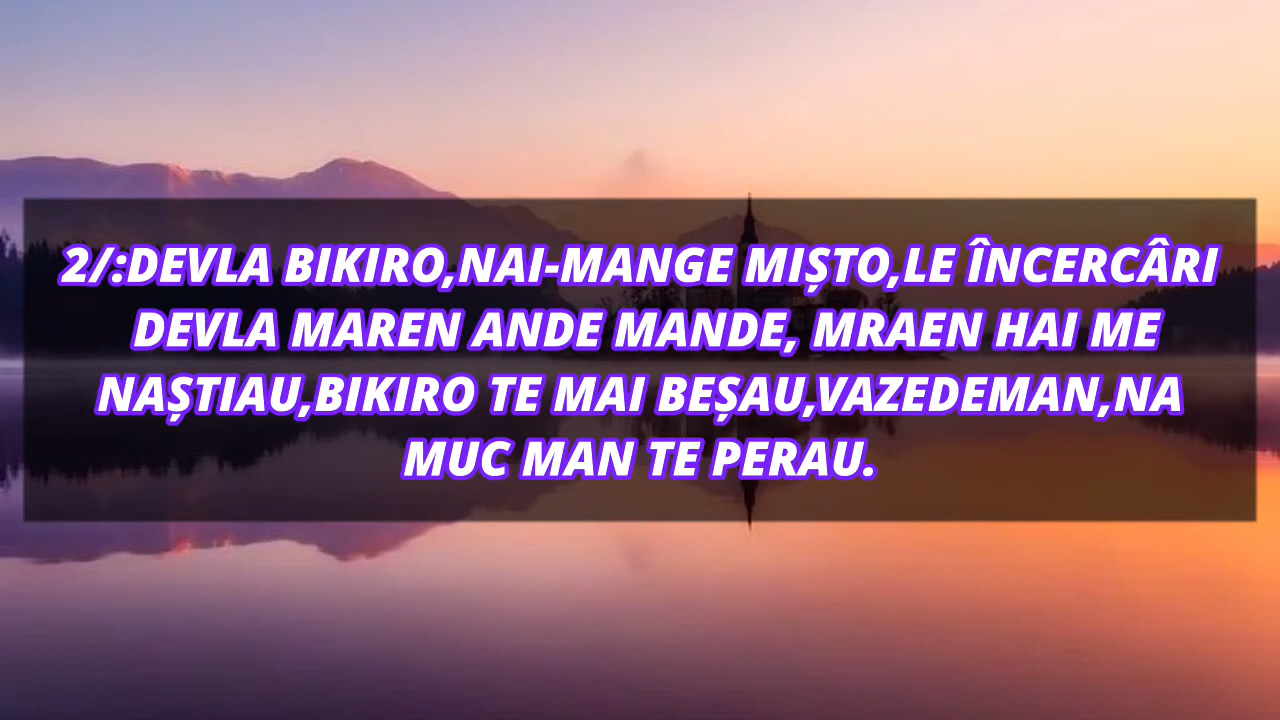 2/:DEVLA BIKIRO,NAI-MANGE MIȘTO,LE ÎNCERCÂRI
DEVLA MAREN ANDE MANDE, MRAEN HAI ME
NAȘTIAU,BIKIRO TE MAI BEȘAU,VAZEDEMAN,NA
MUC MAN TE PERAU.